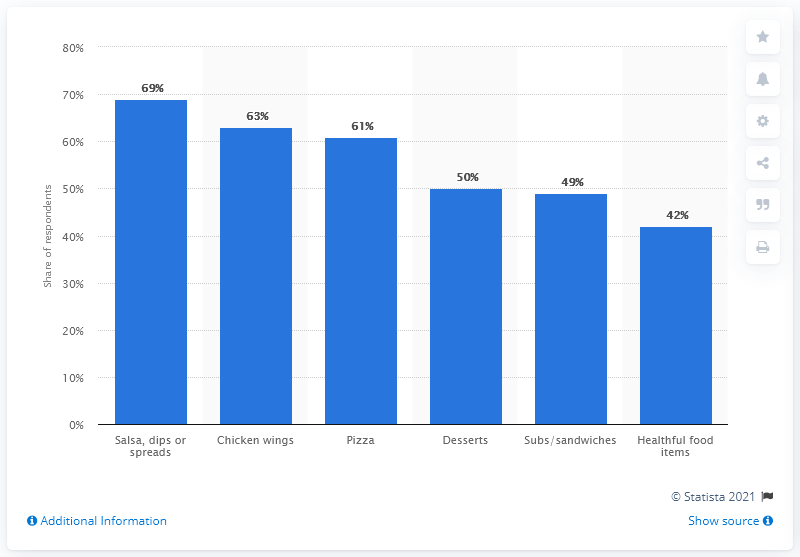 80%
70%
60%
50%
40%
30%
20%
10%
0%
Share of respondents
69%
63%
61%
50%
49%
42%
Salsa, dips or
spreads
Chicken wings
Pizza
Desserts
Subs/sandwiches
Healthful food
items
© Statista 2021
Additional Information
Show source